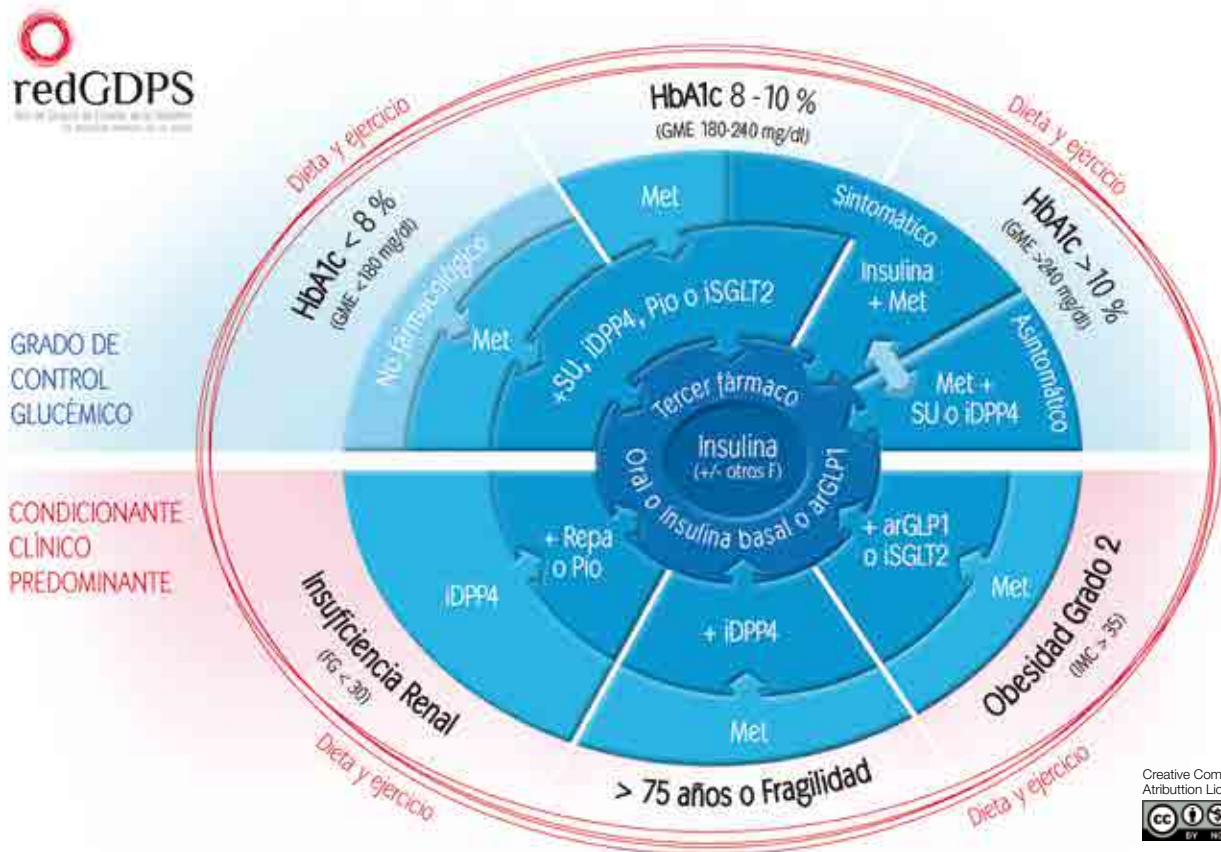 redGDPS
Dieta y ejercicio
HbA1c 8 - 10 %
(GME 180-240 mg/dl)
Dieta y ejercicio
HbA1c < 8 %
(GME <180 mg/dl)
HbA1c > 10 %
(GME >240 mg/dl)
GRADO DE
CONTROL
GLUCÉMICO
No farmacológico
Met
Met
+SU, iDPP4, Pio o iSGLT2
Sintomático
Insulina
+ Met
Asintomático
Met +
SU o iDPP4
Tercer fármaco
Insulina
(+/- otros F)
Oral o insulina basal o arGLP1
CONDICIONANTE
CLÍNICO
PREDOMINANTE
iDPP4
+ Repa
o Pio
+ iDPP4
Met
+ arGLP1
o iSGLT2
Met
Insuficiencia Renal
(FG < 30)
> 75 años o Fragilidad
Obesidad Grado 2
(IMC > 35)
Dieta y ejercicio
Dieta y ejercicio
Creative Com
Atributtion Lic
cc
BY